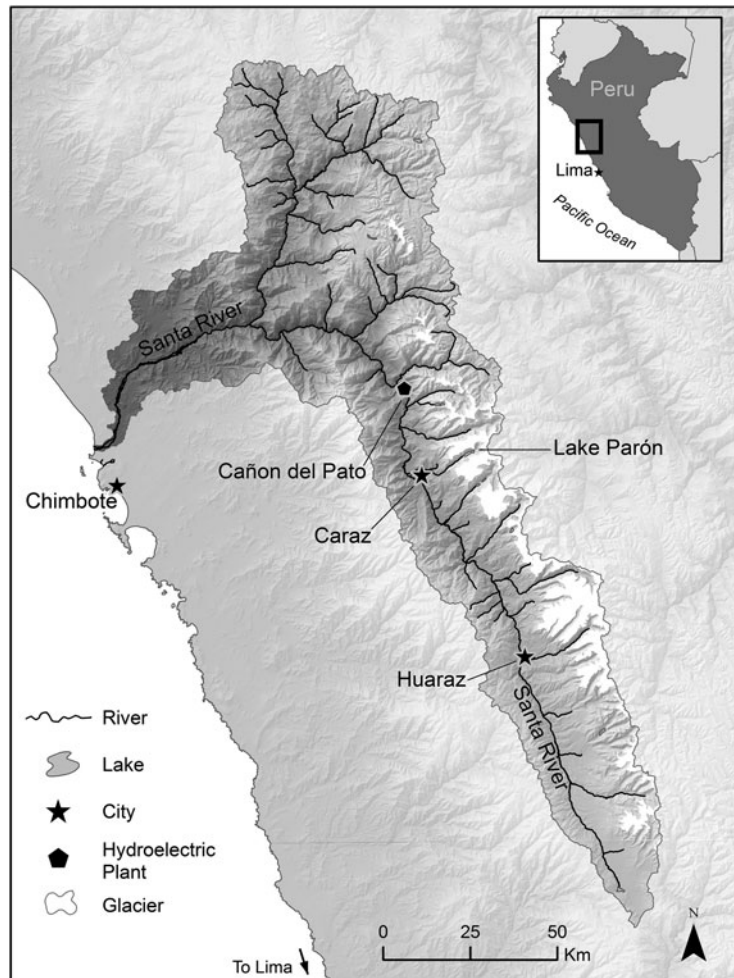 Peru
Lima
Pacific Ocean
Santa River
Lake Parón
Cañon del Pato
Chimbote
Caraz
Huaraz
Santa River
River
Lake
City
Hydroelectric
Plant
Glacier
0 25 50
Km
N
To Lima